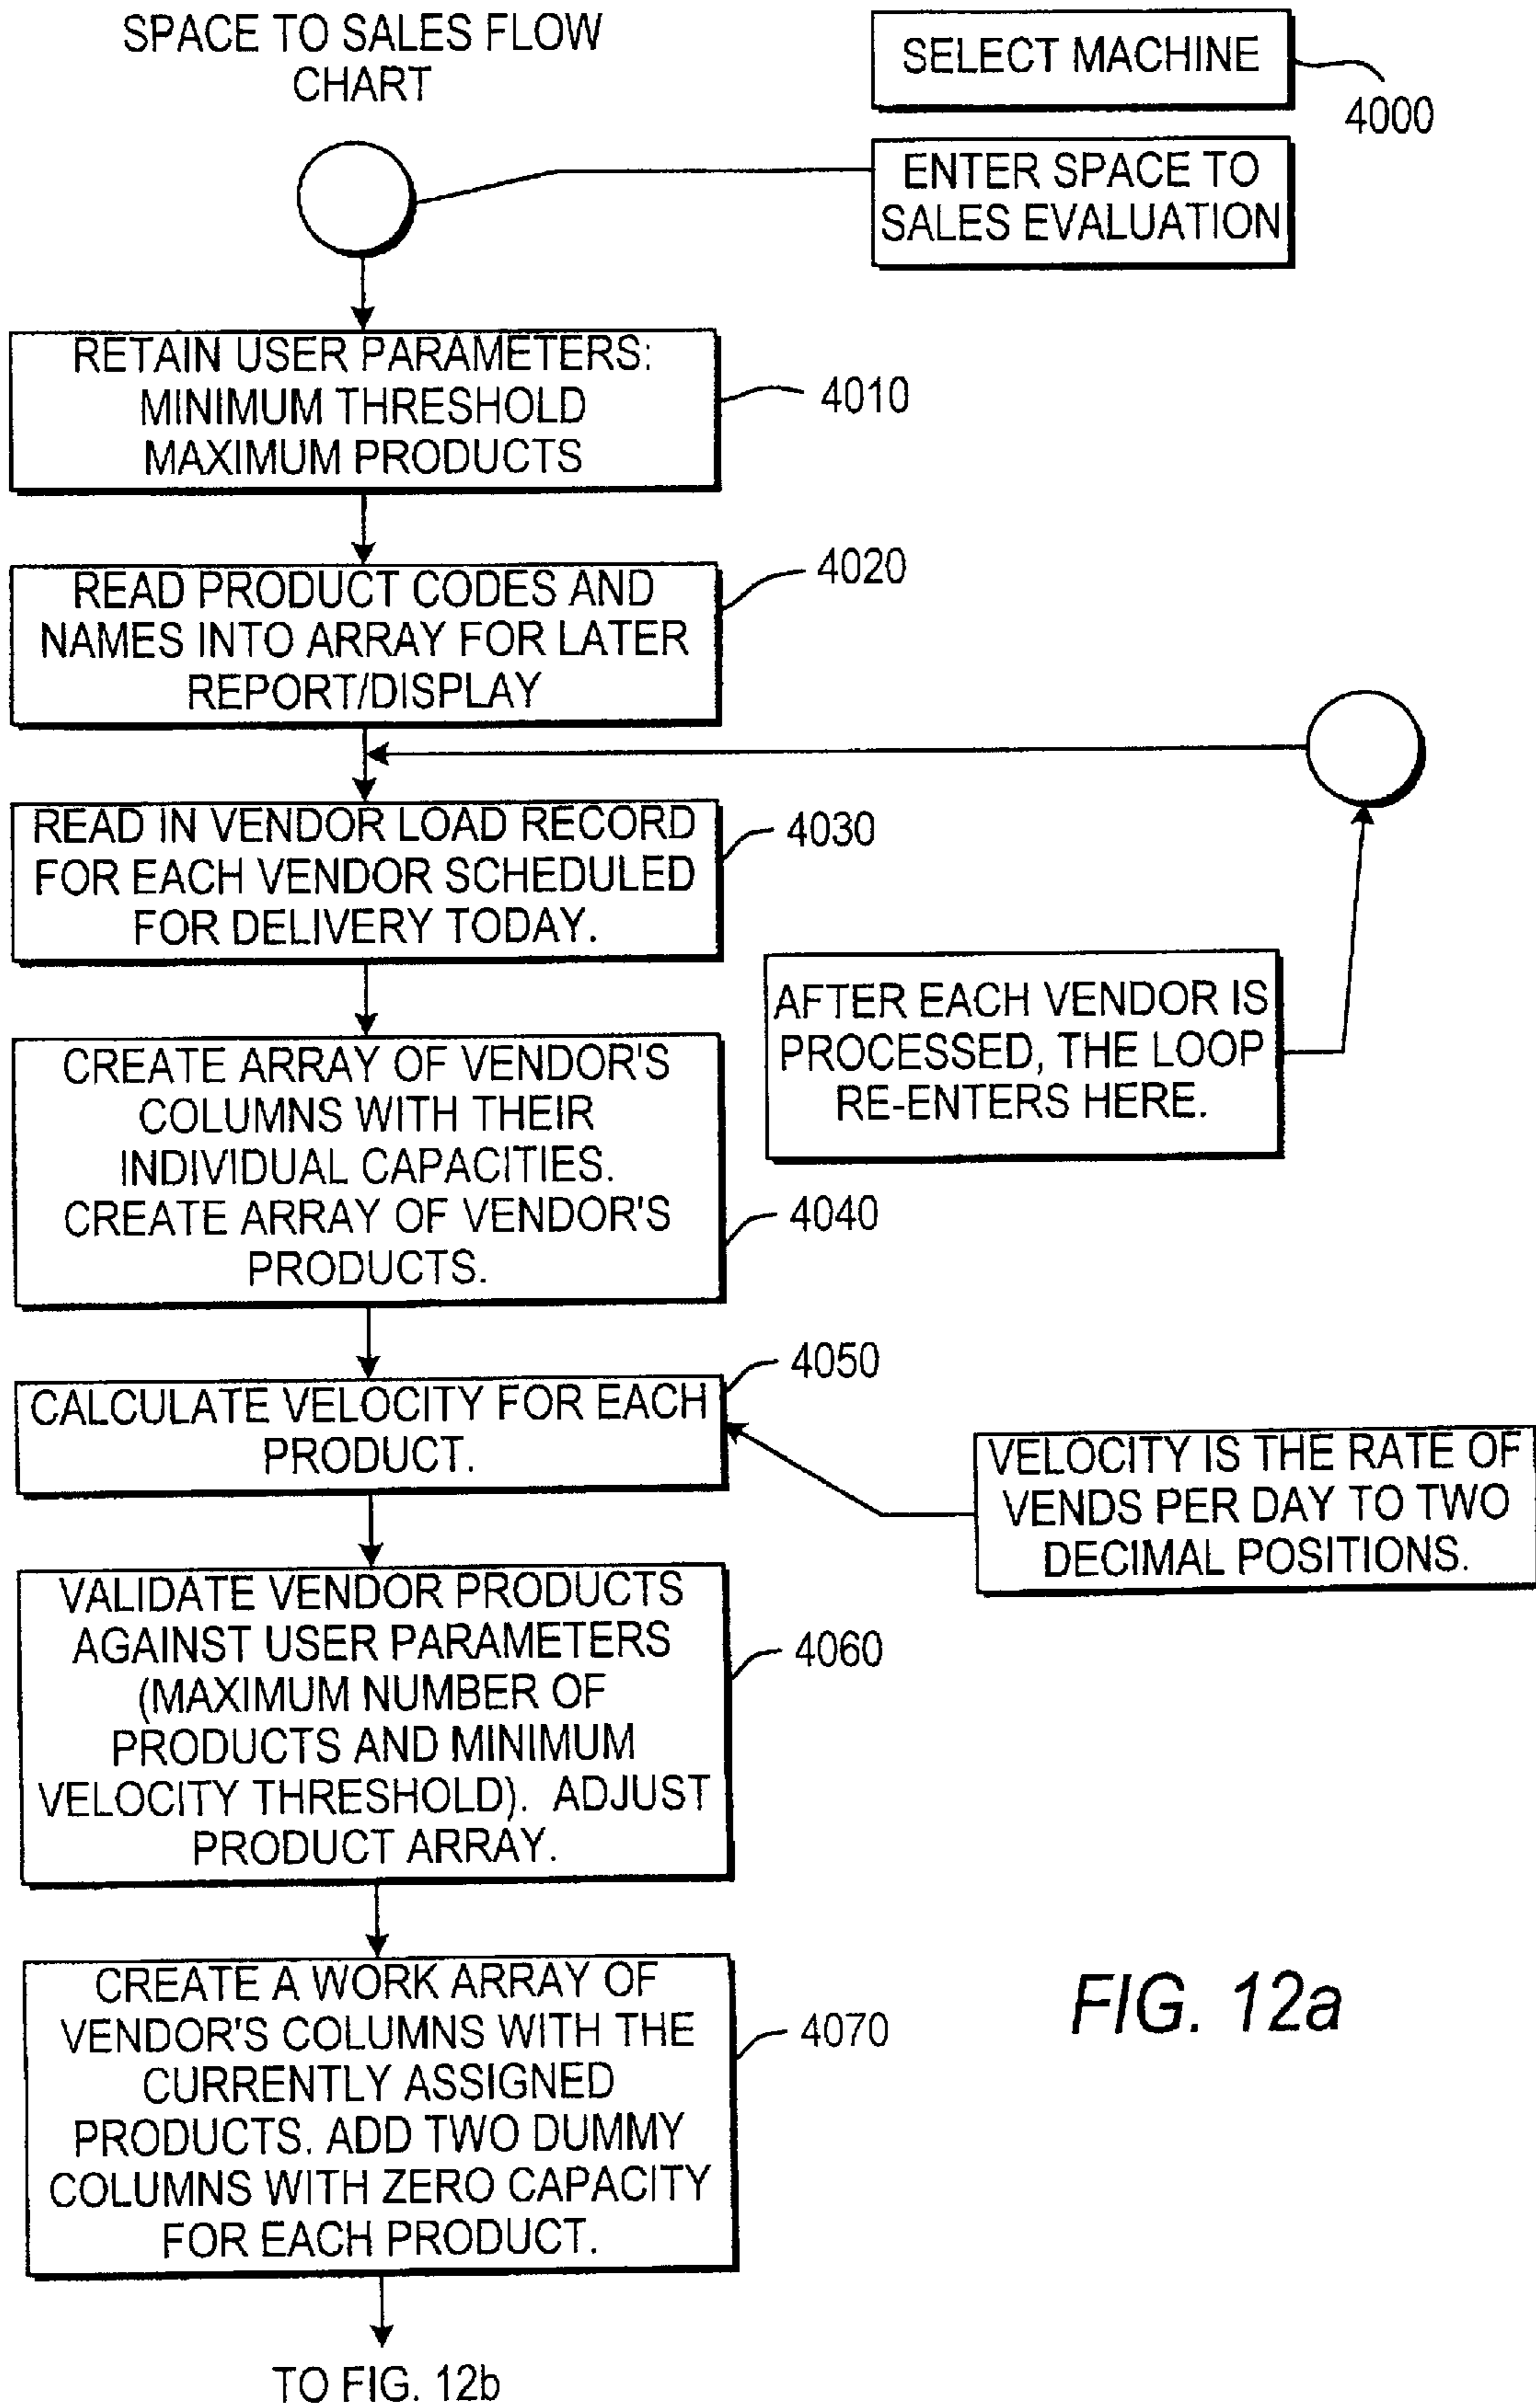 SPACE TO SALES FLOW
CHART
SELECT MACHINE
4000
ENTER SPACE TO
SALES EVALUATION
RETAIN USER PARAMETERS:
MINIMUM THRESHOLD
MAXIMUM PRODUCTS
4010
READ PRODUCT CODES AND
NAMES INTO ARRAY FOR LATER
REPORT/DISPLAY
4020
READ IN VENDOR LOAD RECORD
FOR EACH VENDOR SCHEDULED
FOR DELIVERY TODAY.
4030
AFTER EACH VENDOR IS
PROCESSED, THE LOOP
RE-ENTERS HERE.
CREATE ARRAY OF VENDOR'S
COLUMNS WITH THEIR
INDIVIDUAL CAPACITIES.
CREATE ARRAY OF VENDOR'S
PRODUCTS.
4040
CALCULATE VELOCITY FOR EACH
PRODUCT.
4050
VELOCITY IS THE RATE OF
VENDS PER DAY TO TWO
DECIMAL POSITIONS.
VALIDATE VENDOR PRODUCTS
AGAINST USER PARAMETERS
(MAXIMUM NUMBER OF
PRODUCTS AND MINIMUM
VELOCITY THRESHOLD). ADJUST
PRODUCT ARRAY.
4060
CREATE A WORK ARRAY OF
VENDOR'S COLUMNS WITH THE
CURRENTLY ASSIGNED
PRODUCTS. ADD TWO DUMMY
COLUMNS WITH ZERO CAPACITY
FOR EACH PRODUCT.
4070
FIG. 12a
TO FIG. 12b